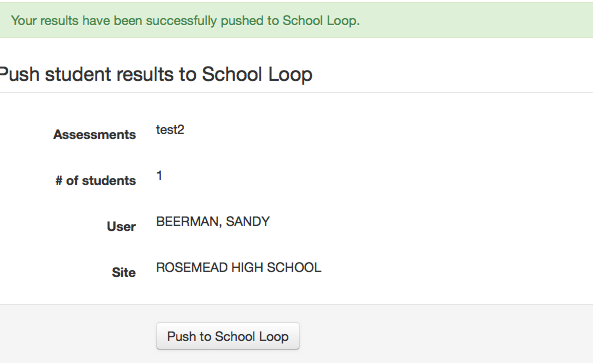 Your results have been successfully pushed to School Loop.
Push student results to School Loop
Assessments test2
# of students 1
User BEERMAN, SANDY
Site ROSEMEAD HIGH SCHOOL
Push to School Loop